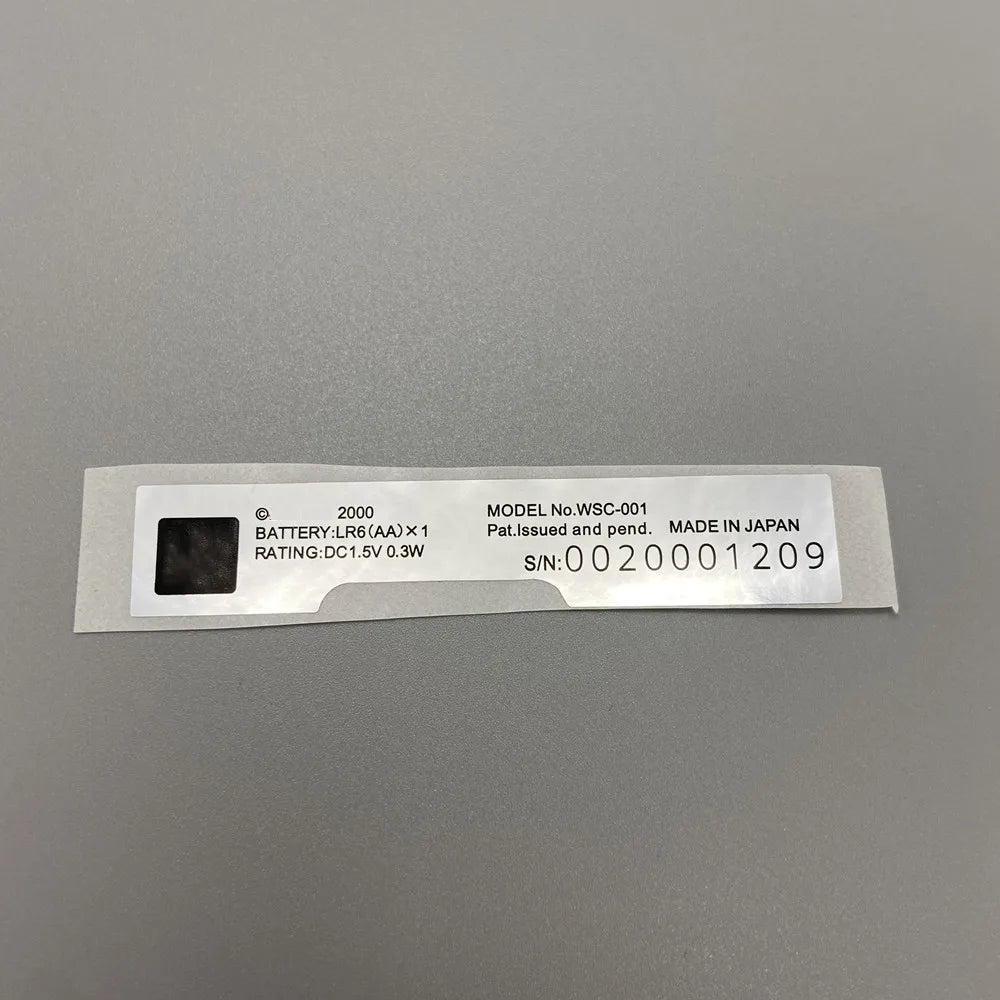 © 2000
BATTERY:LR6(AA)×1
RATING:DC1.5V 0.3W
MODEL No.WSC-001
Pat.Issued and pend. MADE IN JAPAN
S/N:0020001209